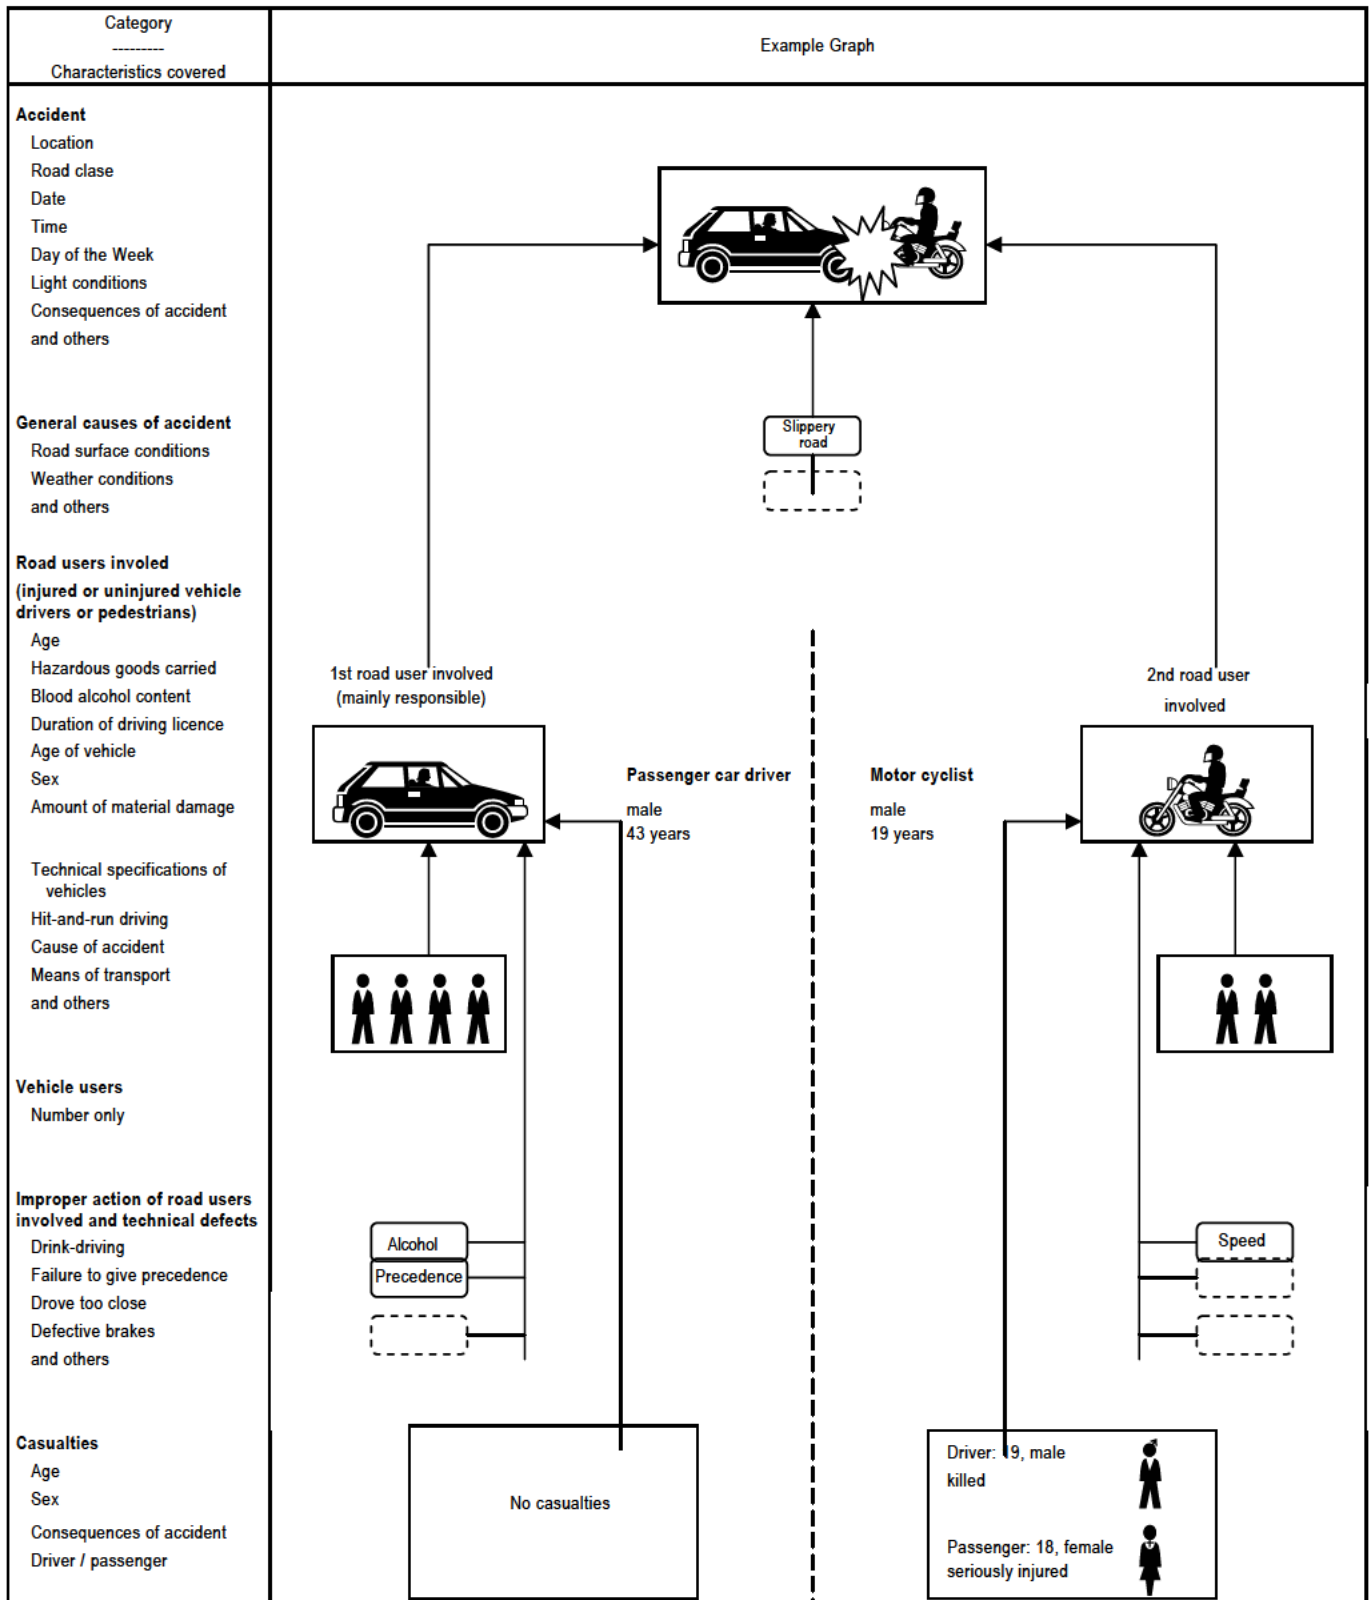 Category
---------
Characteristics covered
Example Graph
Accident
Location
Road clase
Date
Time
Day of the Week
Light conditions
Consequences of accident
and others
General causes of accident
Road surface conditions
Weather conditions
and others
Road users involed
(injured or uninjured vehicle
drivers or pedestrians)
Age
Hazardous goods carried
Blood alcohol content
Duration of driving licence
Age of vehicle
Sex
Amount of material damage
Technical specifications of
vehicles
Hit-and-run driving
Cause of accident
Means of transport
and others
Vehicle users
Number only
Improper action of road users
involved and technical defects
Drink-driving
Failure to give precedence
Drove too close
Defective brakes
and others
Casualties
Age
Sex
Consequences of accident
Driver / passenger
Slippery
road
1st road user involved
(mainly responsible)
2nd road user
involved
Passenger car driver
male
43 years
Motor cyclist
male
19 years
Alcohol
Precedence
Speed
No casualties
Driver: 19, male
killed
Passenger: 18, female
seriously injured